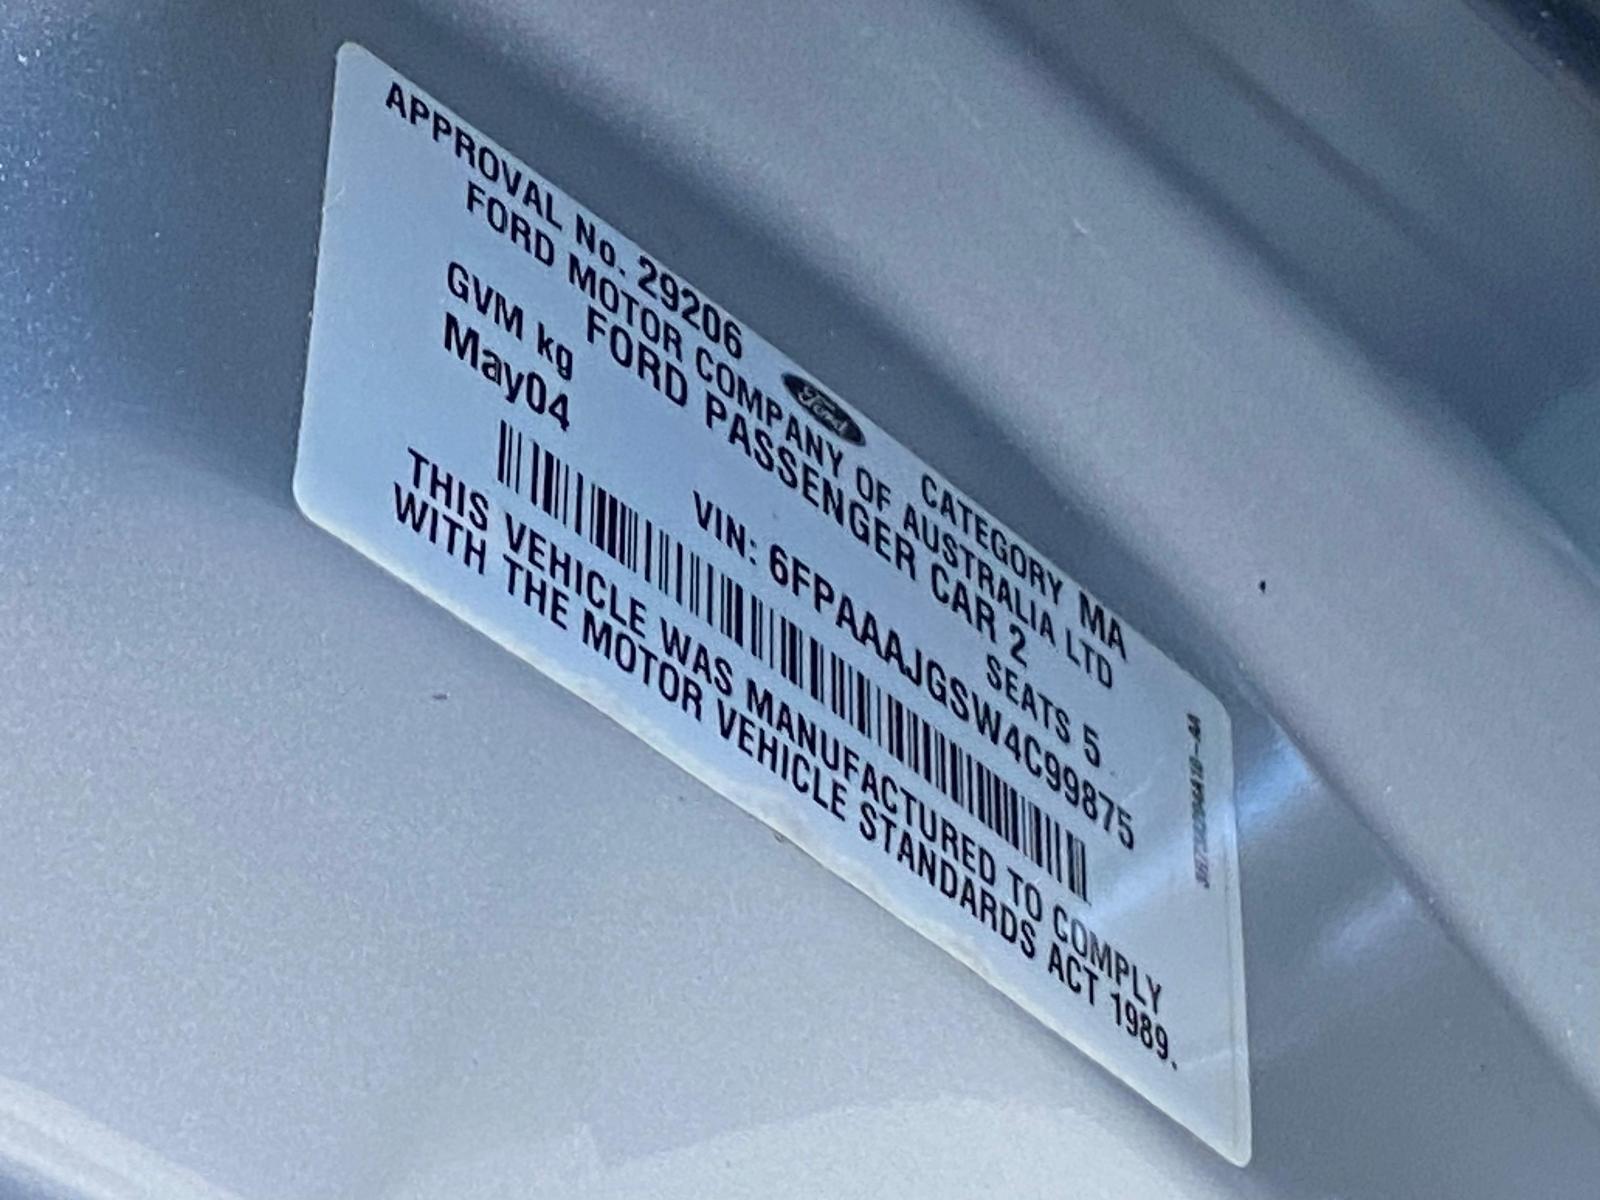 APPROVAL No. 29206 Ford CATEGORY MA
FORD MOTOR COMPANY OF AUSTRALIA LTD
FORD PASSENGER CAR 2
GVM kg SEATS 5
May04 VIN: 6FPAAAJGSW4C99875
THIS VEHICLE WAS MANUFACTURED TO COMPLY
WITH THE MOTOR VEHICLE STANDARDS ACT 1989.